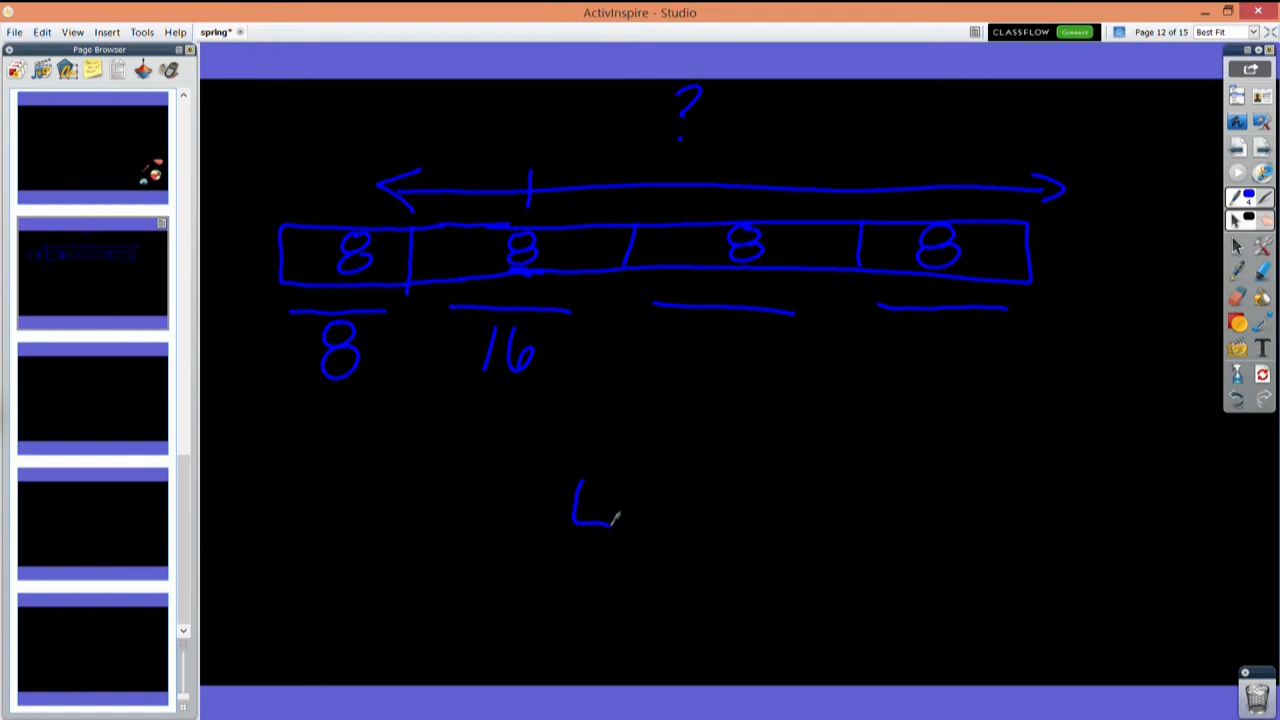 ActivInspire - Studio
File Edit View Insert Tools Help spring* CLASSFLOW Connect Page 12 of 15 Best Fit
Page Browser
?
8 8 8 8
8 16
4
T